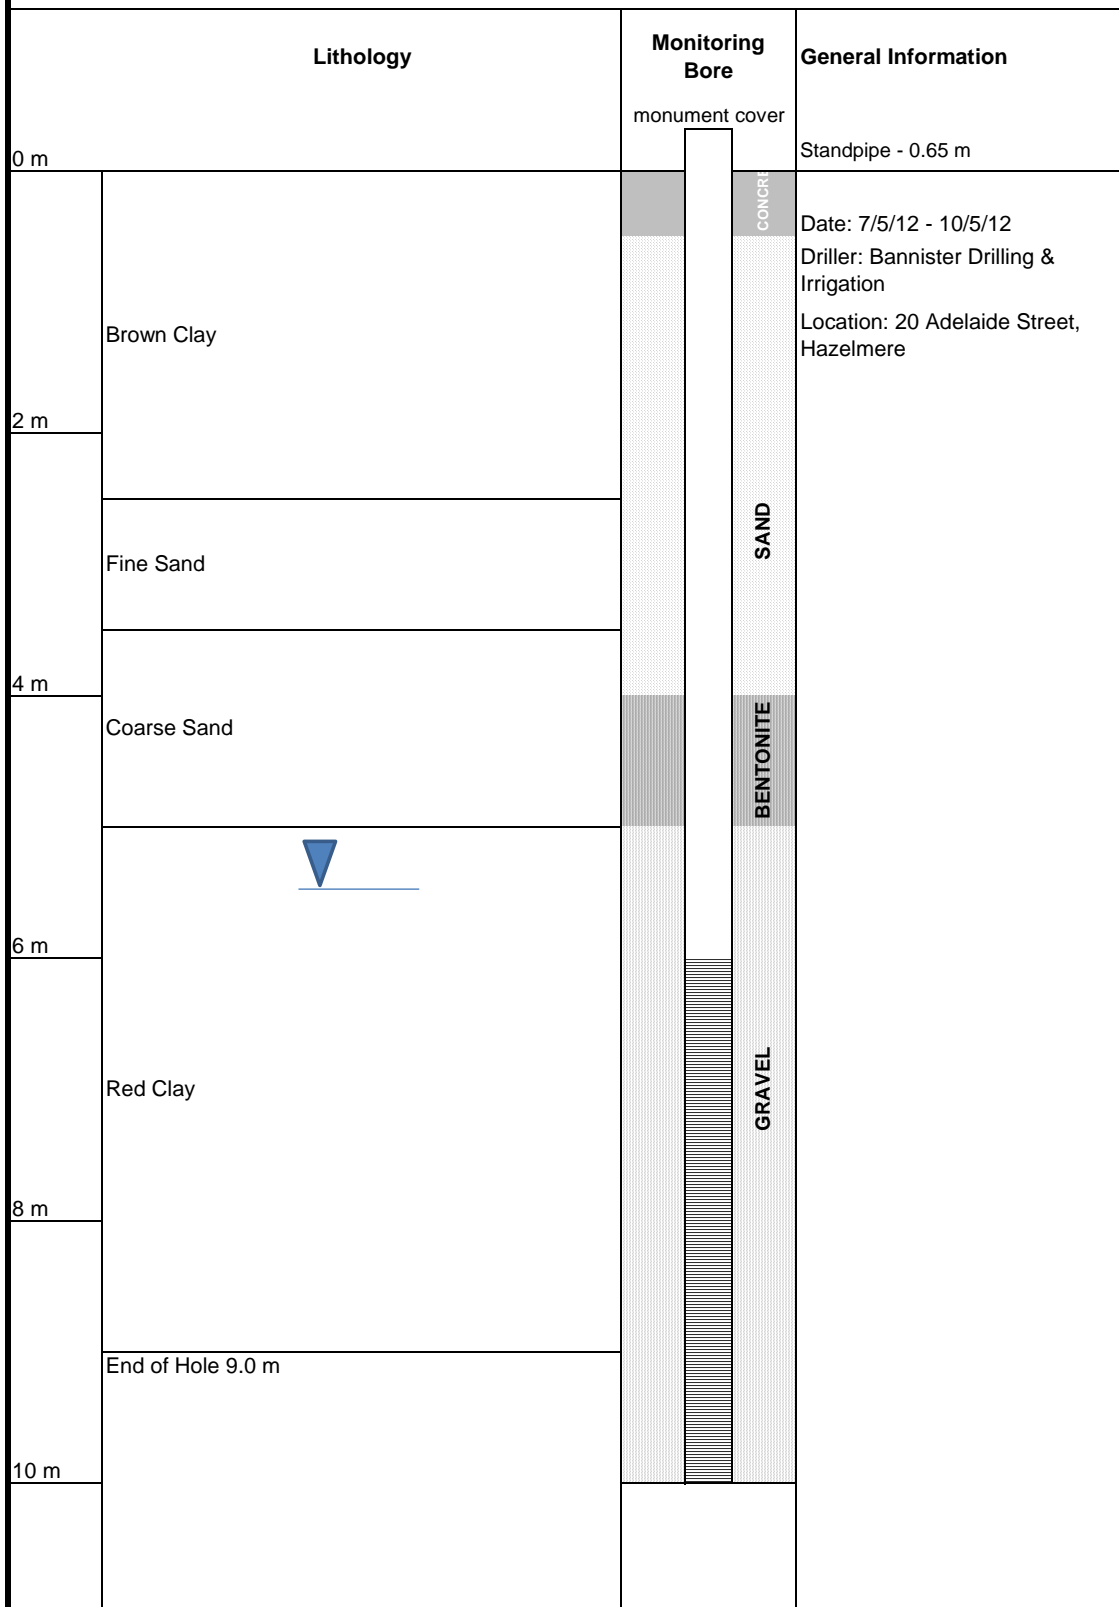 Lithology
Monitoring
Bore
General Information
monument cover
Standpipe - 0.65 m
0 m
CONCRE
Date: 7/5/12 - 10/5/12
Driller: Bannister Drilling &
Irrigation
Location: 20 Adelaide Street,
Hazelmere
Brown Clay
2 m
SAND
Fine Sand
4 m
Coarse Sand
BENTONITE
6 m
Red Clay
GRAVEL
8 m
End of Hole 9.0 m
10 m